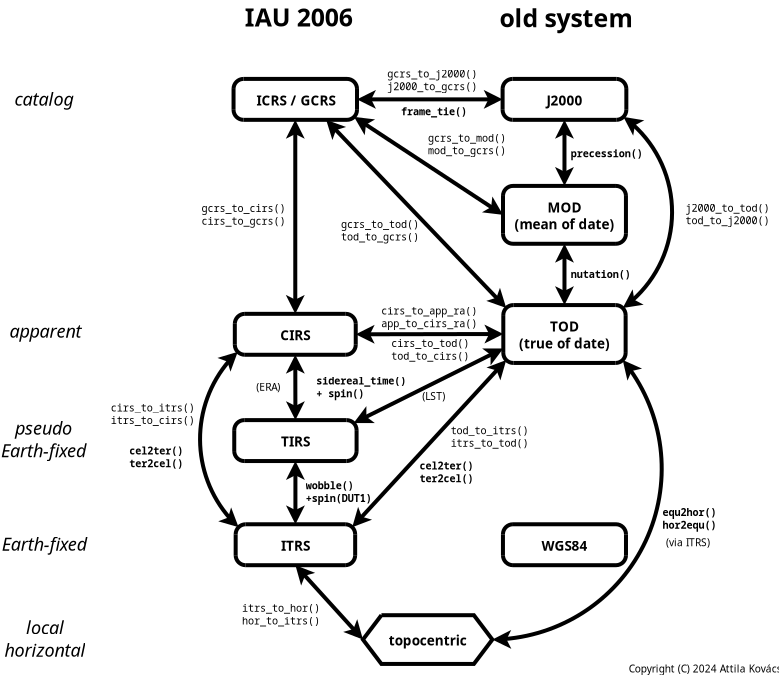 IAU 2006
old system
catalog
ICRS / GCRS
gcrs_to_j2000()
j2000_to_gcrs()
frame_tie()
J2000
gcrs_to_mod()
mod_to_gcrs()
precession()
gcrs_to_cirs()
cirs_to_gcrs()
gcrs_to_tod()
tod_to_gcrs()
MOD
(mean of date)
j2000_to_tod()
tod_to_j2000()
nutation()
apparent
CIRS
cirs_to_app_ra()
app_to_cirs_ra()
cirs_to_tod()
tod_to_cirs()
TOD
(true of date)
(ERA)
sidereal_time()
+ spin()
(LST)
cirs_to_itrs()
itrs_to_cirs()
cel2ter()
ter2cel()
pseudo
Earth-fixed
TIRS
tod_to_itrs()
itrs_to_tod()
cel2ter()
ter2cel()
wobble()
+spin(DUT1)
equ2hor()
hor2equ()
(via ITRS)
Earth-fixed
ITRS
WGS84
itrs_to_hor()
hor_to_itrs()
local
horizontal
topocentric
Copyright (C) 2024 Attila Kovács